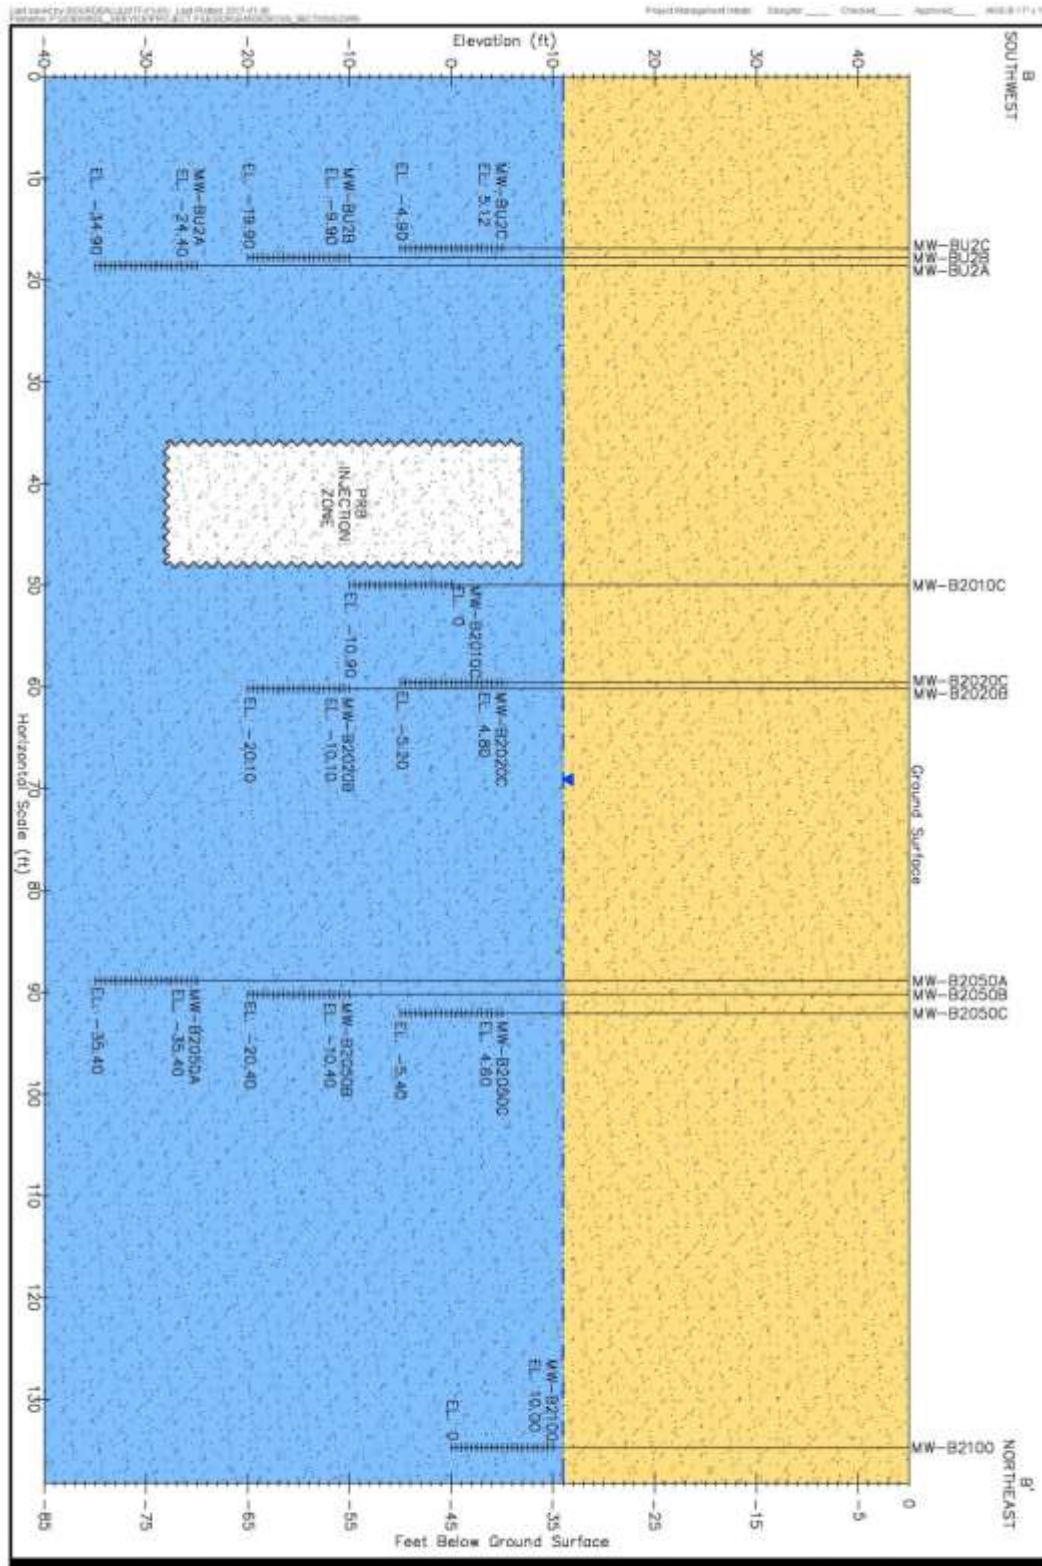 B
SOUTHWEST
B'
NORTHEAST
MW-BU2C
MW-BU2B
MW-BU2A
MW-B2010C
MW-B2020C
MW-B2020B
MW-B2050A
MW-B2050B
MW-B2050C
MW-B2100
Ground Surface
Elevation (ft)
40
20
-10
0
-10
-20
-30
-40
Feet Below Ground Surface
0
5
-15
-25
-35
-45
-55
-65
-75
-85
MW-BU2C
EL. 5.12
EL. -4.90
MW-BU2B
EL. -9.90
EL. -19.90
MW-BU2A
EL. -24.40
EL. -34.90
PRB
INJECTION
ZONE
MW-B2010C
EL. 0
EL. -10.90
MW-B2020C
EL. 4.80
EL. -5.20
MW-B2020B
EL. -10.10
EL. -20.10
MW-B2050C
EL. 4.60
EL. -5.40
MW-B2050B
EL. -10.40
EL. -20.40
MW-B2050A
EL. -35.40
EL. -35.40
MW-B2100
EL. 10.00
EL. 0
0
10
20
30
40
50
60
70
80
90
100
110
120
130
Horizontal Scale (ft)
Project Management Initials: Designer: Checked: Approved: